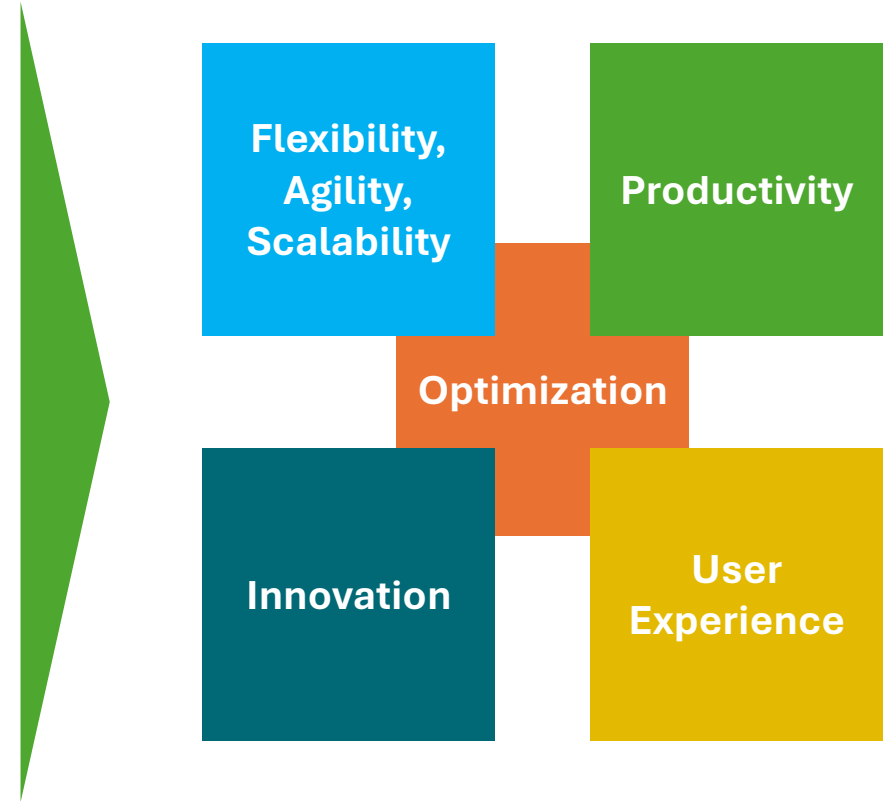 Flexibility,
Agility,
Scalability
Productivity
Optimization
Innovation
User
Experience